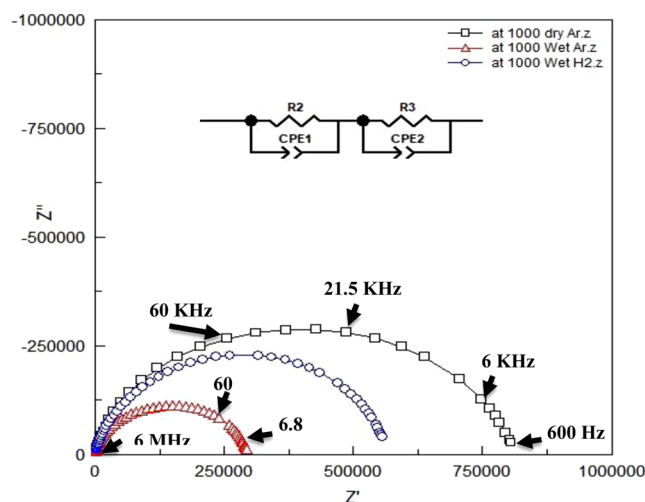 -1000000
at 1000 dry Ar.z
at 1000 Wet Ar.z
at 1000 Wet H2.z
R2
R3
CPE1
CPE2
-750000
Z''
-500000
21.5 KHz
60 KHz
-250000
60
6 KHz
6.8
6 MHz
600 Hz
0
0
250000
500000
750000
1000000
Z'